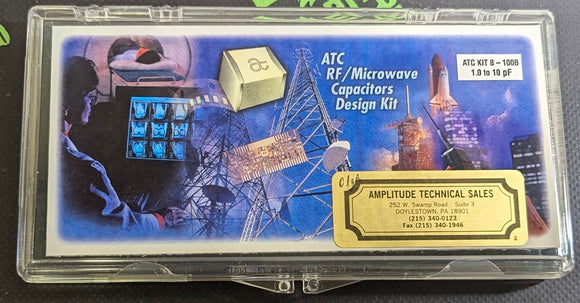 ATC
RF/Microwave
Capacitors
Design Kit
ATC KIT 8 – 100B
1.0 to 10 pF
AMPLITUDE TECHNICAL SALES
252 W. Swamp Road Suite 3
DOYLESTOWN, PA 18901
(215) 340-0123
Fax (215) 340-1946